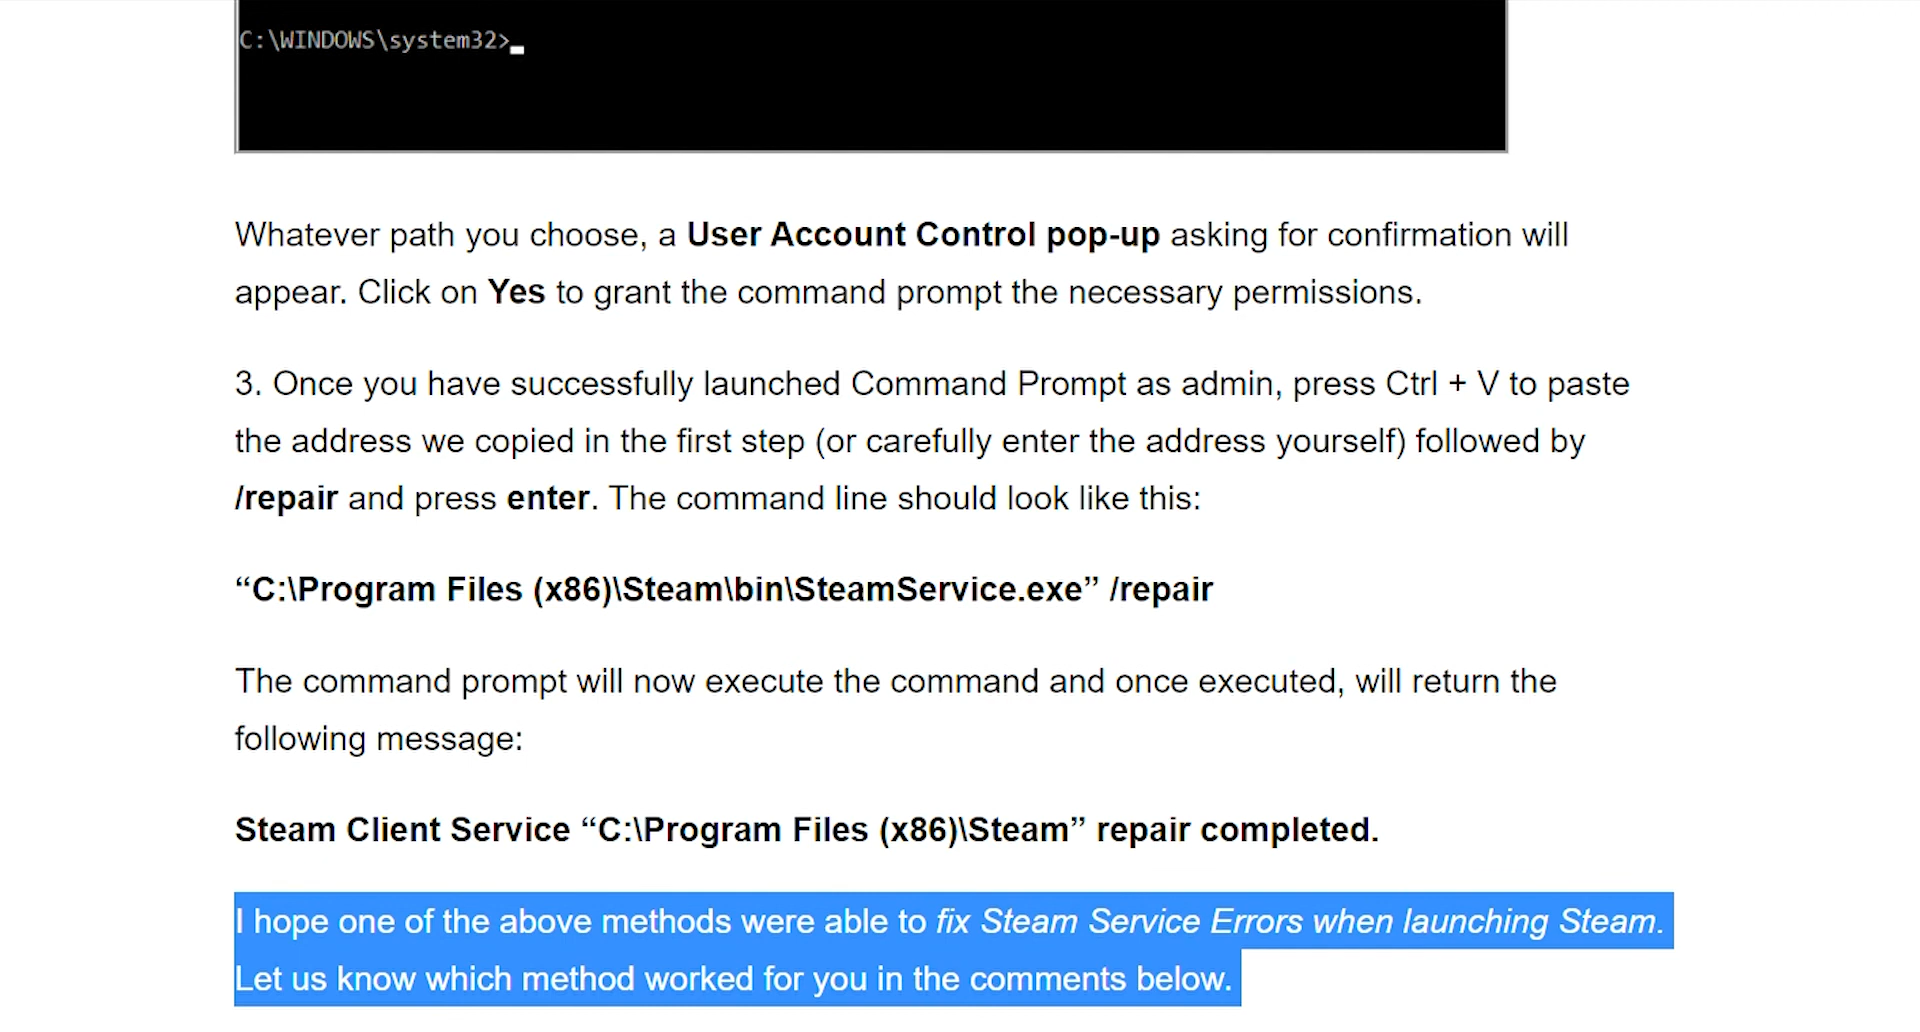 C:\WINDOWS\system32>
Whatever path you choose, a User Account Control pop-up asking for confirmation will
appear. Click on Yes to grant the command prompt the necessary permissions.
3. Once you have successfully launched Command Prompt as admin, press Ctrl + V to paste
the address we copied in the first step (or carefully enter the address yourself) followed by
/repair and press enter. The command line should look like this:
“C:\Program Files (x86)\Steam\bin\SteamService.exe” /repair
The command prompt will now execute the command and once executed, will return the
following message:
Steam Client Service “C:\Program Files (x86)\Steam” repair completed.
I hope one of the above methods were able to fix Steam Service Errors when launching Steam.
Let us know which method worked for you in the comments below.